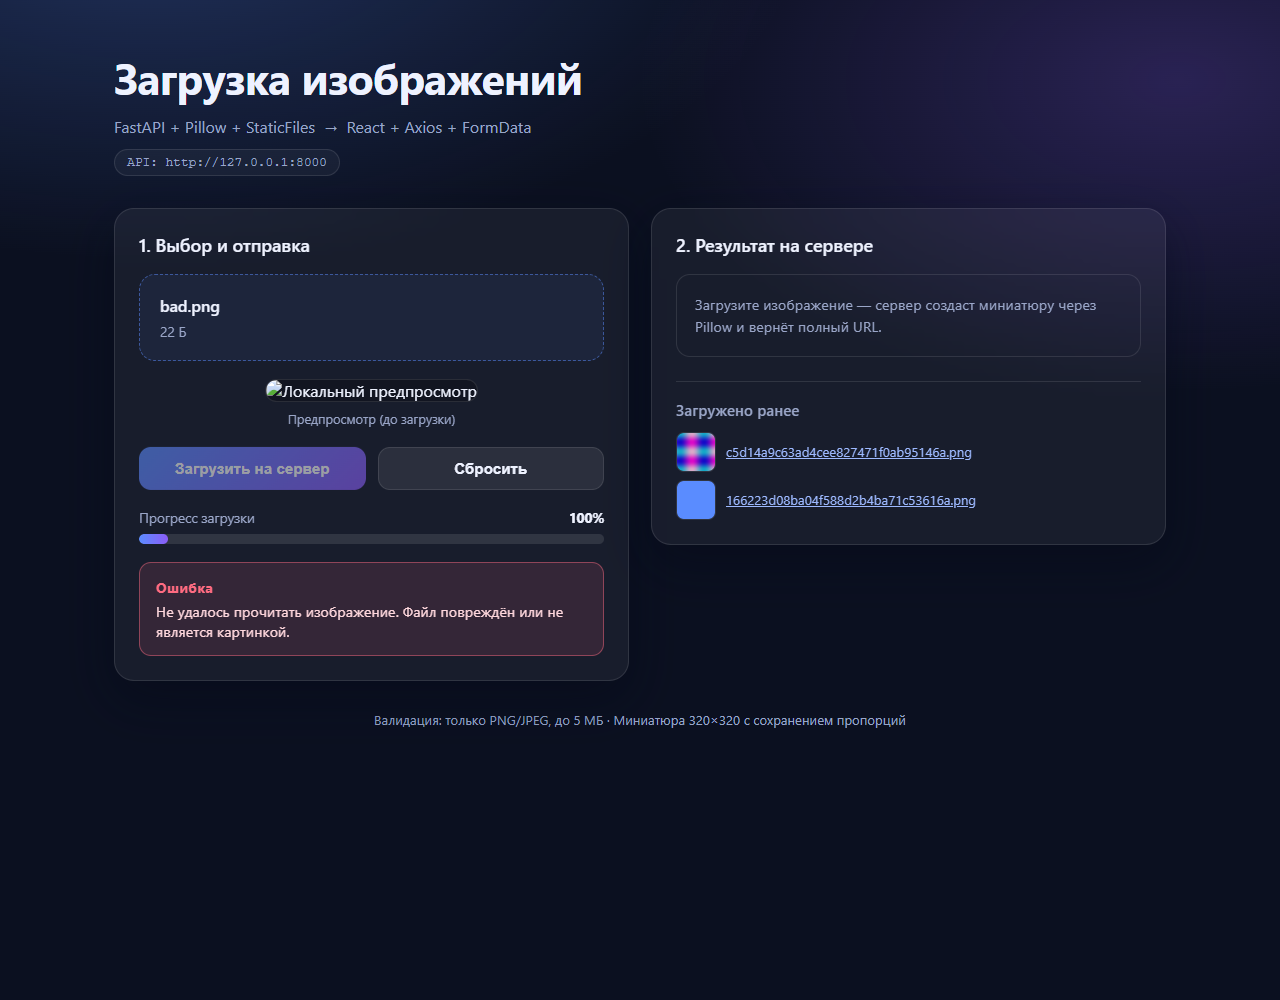 Загрузка изображений
FastAPI + Pillow + StaticFiles → React + Axios + FormData
API: http://127.0.0.1:8000
1. Выбор и отправка
bad.png
22 Б
Локальный предпросмотр
Предпросмотр (до загрузки)
Загрузить на сервер
Сбросить
Прогресс загрузки
100%
Ошибка
Не удалось прочитать изображение. Файл повреждён или не
является картинкой.
2. Результат на сервере
Загрузите изображение — сервер создаст миниатюру через
Pillow и вернёт полный URL.
Загружено ранее
c5d14a9c63ad4cee827471f0ab95146a.png
166223d08ba04f588d2b4ba71c53616a.png
Валидация: только PNG/JPEG, до 5 МБ · Миниатюра 320×320 с сохранением пропорций